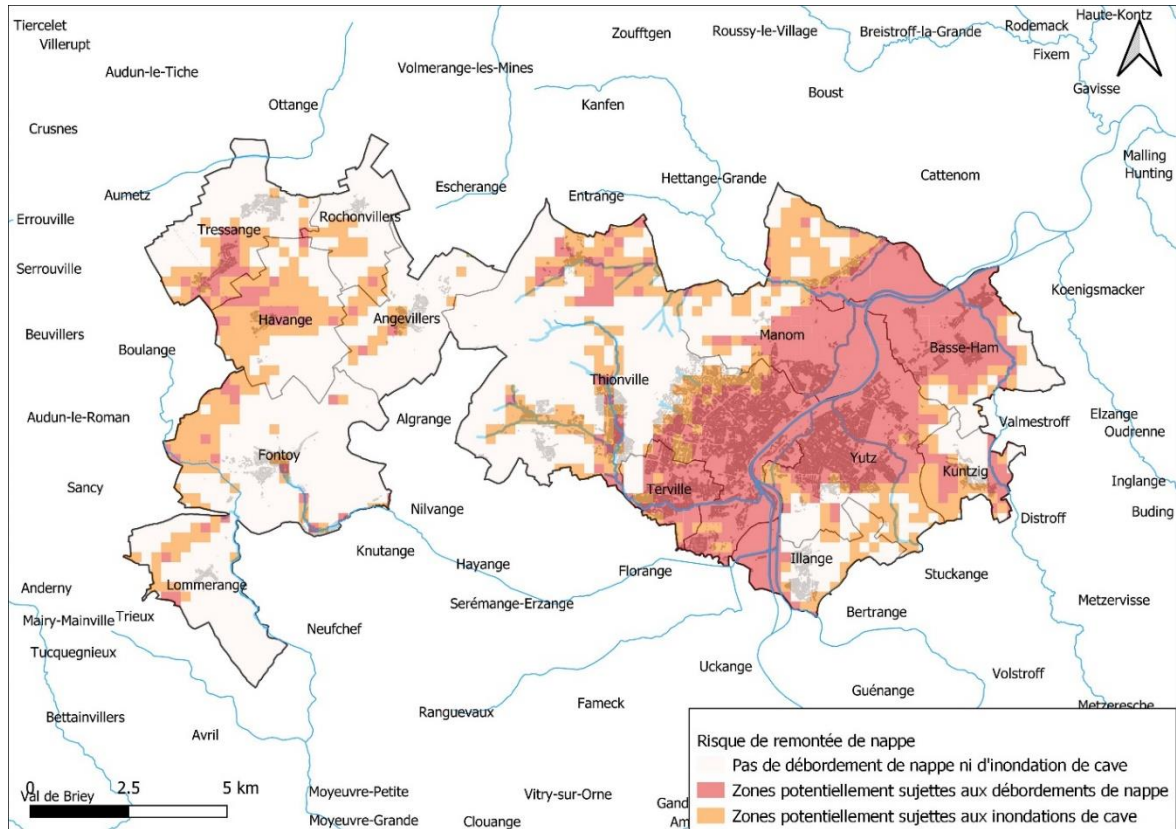 Tiercelet
Villerupt
Audun-le-Tiche
Crusnes
Ottange
Volmerange-les-Mines
Zoufftgen
Roussy-le-Village
Breistroff-la-Grande
Rodemack
Haute-Kontz
Fixem
Gavisse
Kanfen
Boust
Malling
Hunting
Aumetz
Escherange
Entrange
Hettange-Grande
Cattenom
Errouville
Tressange
Rochonvillers
Serrouville
Koenigsmacker
Beuvillers
Havange
Angevillers
Manom
Basse-Ham
Boulange
Thionville
Audun-le-Roman
Algrange
Valmestroff
Elzange
Oudrenne
Fontoy
Yutz
Kuntzig
Sancy
Terville
Inglange
Nilvange
Distroff
Buding
Knutange
Hayange
Florange
Illange
Stuckange
Anderny
Lommerange
Serémange-Erzange
Metzervisse
Mairy-Mainville
Trieux
Neufchef
Bertrange
Tucquegnieux
Uckange
Volstroff
Guénange
Bettainvillers
Avril
Ranguevaux
Fameck
Metzeresche
Risque de remontée de nappe
Pas de débordement de nappe ni d'inondation de cave
Zones potentiellement sujettes aux débordements de nappe
Zones potentiellement sujettes aux inondations de cave
0 2.5 5 km
Val de Briey
Moyeuvre-Petite
Moyeuvre-Grande
Vitry-sur-Orne
Clouange
Gand
Am